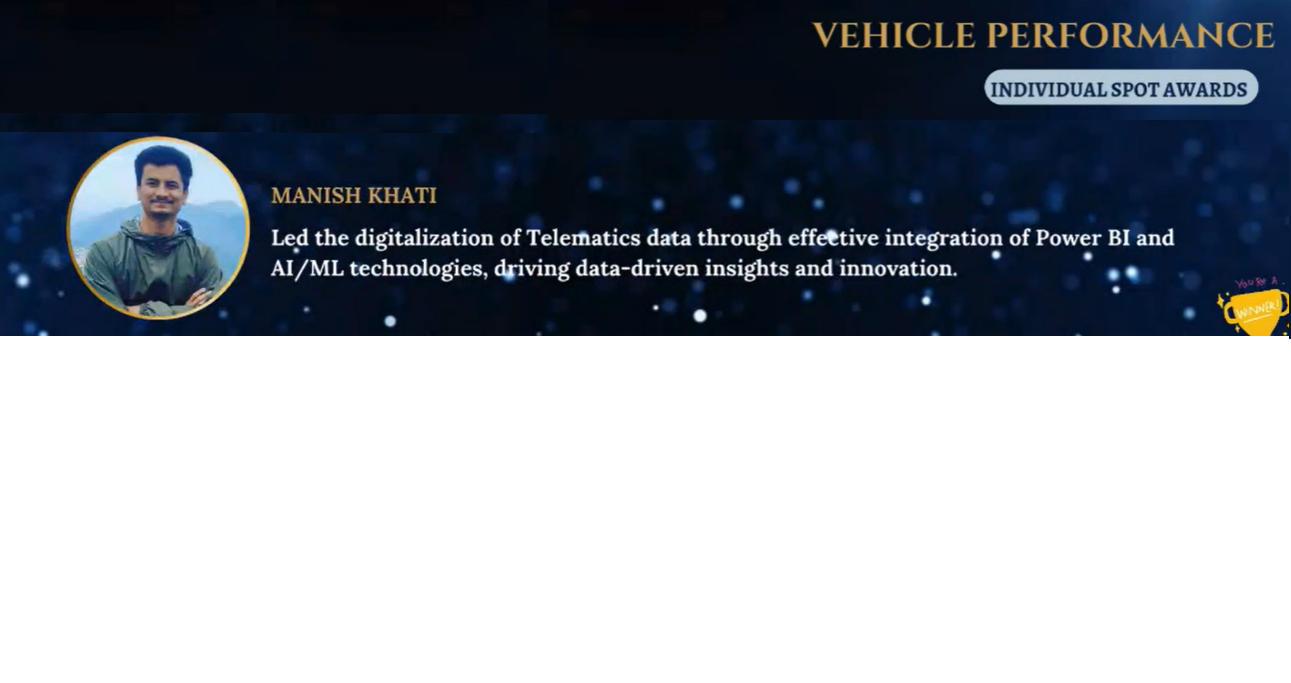 VEHICLE PERFORMANCE
INDIVIDUAL SPOT AWARDS
MANISH KHATI
Led the digitalization of Telematics data through effective integration of Power BI and
AI/ML technologies, driving data-driven insights and innovation.
YOU'RE A
WINNER!